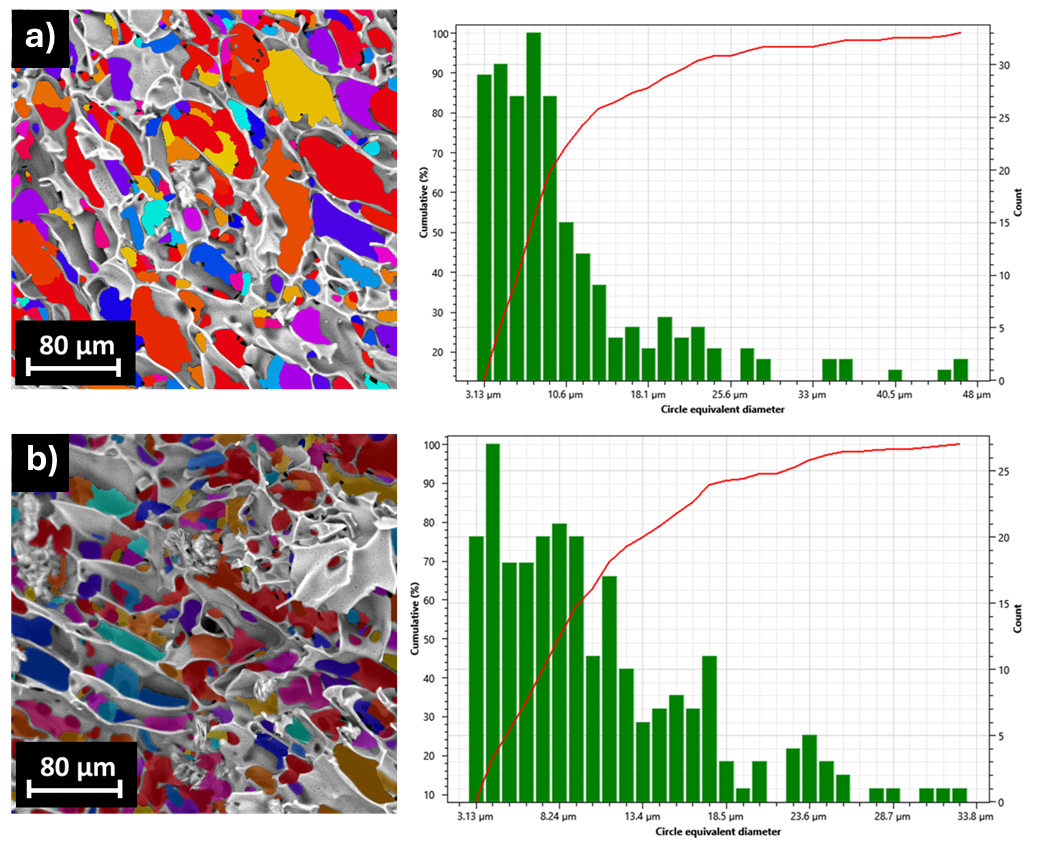 a)
80 µm
100
90
80
70
60
50
40
30
20
Cumulative (%)
30
25
20
15
10
5
0
Count
3.13 µm 10.6 µm 18.1 µm 25.6 µm 33 µm 40.5 µm 48 µm
Circle equivalent diameter
b)
80 µm
100
90
80
70
60
50
40
30
20
10
Cumulative (%)
25
20
15
10
5
0
Count
3.13 µm 8.24 µm 13.4 µm 18.5 µm 23.6 µm 28.7 µm 33.8 µm
Circle equivalent diameter